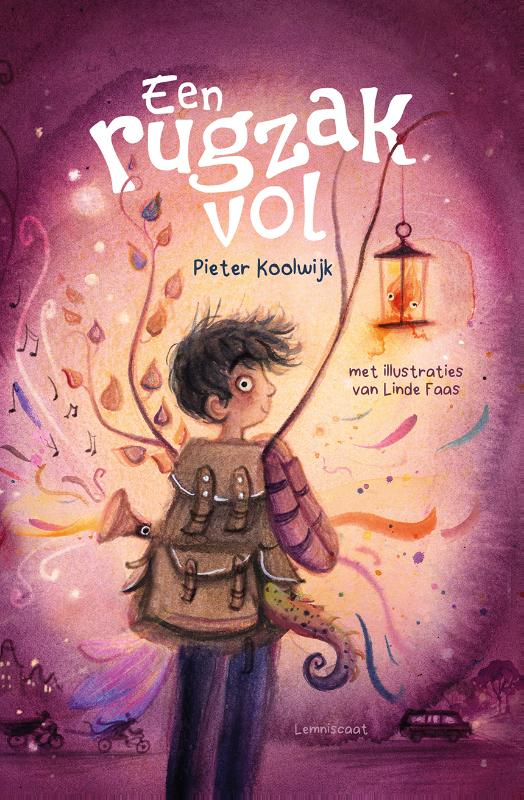 Een
rugzak
vol
Pieter Koolwijk
met illustraties
van Linde Faas
Lemniscaat